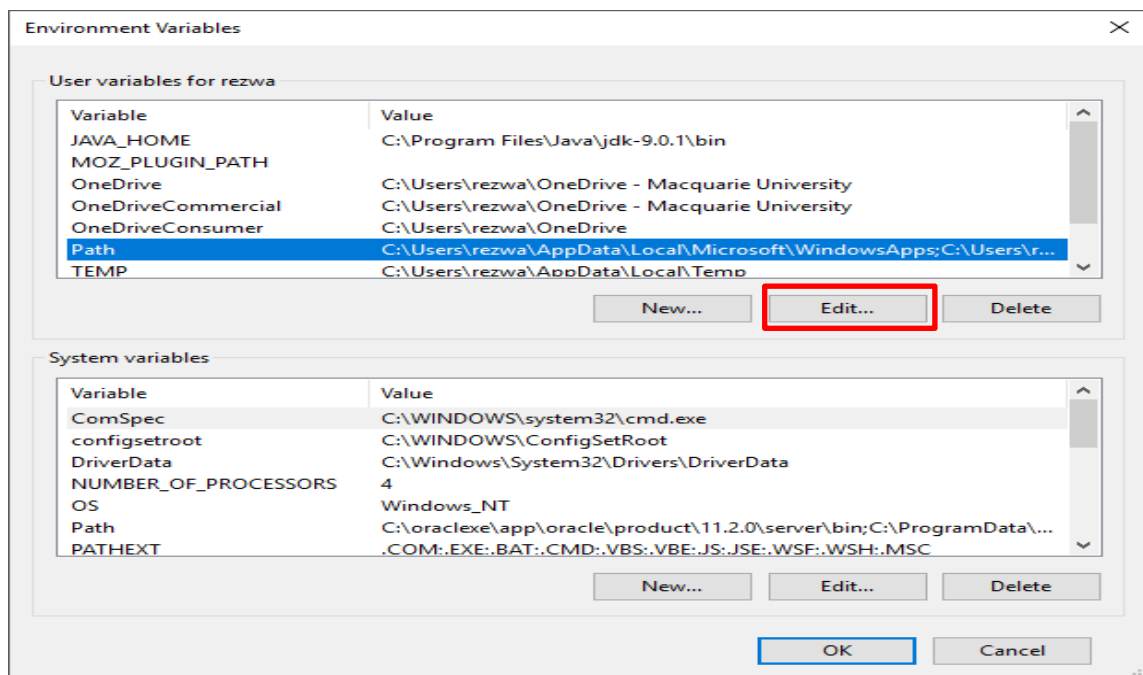 Environment Variables
User variables for rezwa
Variable Value
JAVA_HOME C:\Program Files\Java\jdk-9.0.1\bin
MOZ_PLUGIN_PATH
OneDrive C:\Users\rezwa\OneDrive - Macquarie University
OneDriveCommercial C:\Users\rezwa\OneDrive - Macquarie University
OneDriveConsumer C:\Users\rezwa\OneDrive
Path C:\Users\rezwa\AppData\Local\Microsoft\WindowsApps;C:\Users\r...
TEMP C:\Users\rezwa\AppData\Local\Temp
New... Edit... Delete
System variables
Variable Value
ComSpec C:\WINDOWS\system32\cmd.exe
configsetroot C:\WINDOWS\ConfigSetRoot
DriverData C:\Windows\System32\Drivers\DriverData
NUMBER_OF_PROCESSORS 4
OS Windows_NT
Path C:\oraclexe\app\oracle\product\11.2.0\server\bin;C:\ProgramData\...
PATHEXT .COM;.EXE;.BAT;.CMD;.VBS;.VBE;.JS;.JSE;.WSF;.WSH;.MSC
New... Edit... Delete
OK Cancel